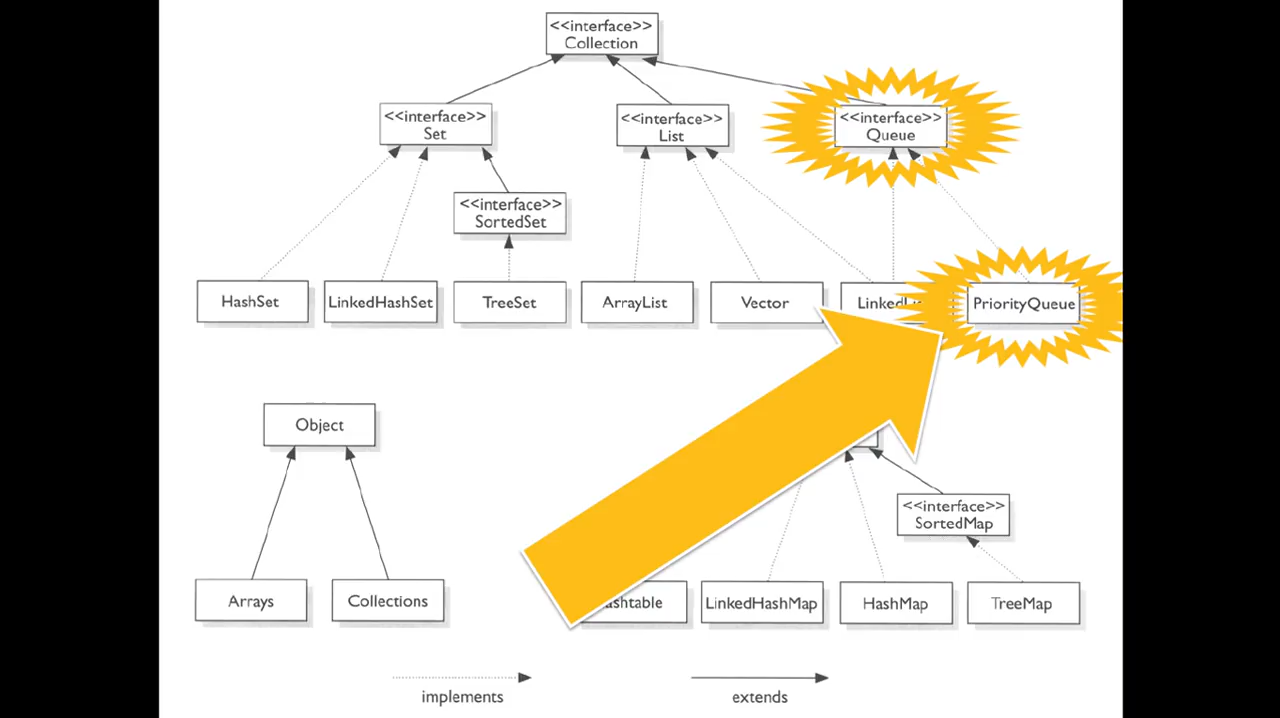 <<interface>>
Collection
<<interface>>
Set
<<interface>>
List
<<interface>>
Queue
<<interface>>
SortedSet
HashSet
LinkedHashSet
TreeSet
ArrayList
Vector
PriorityQueue
Object
<<interface>>
SortedMap
Arrays
Collections
LinkedHashMap
HashMap
TreeMap
implements
extends